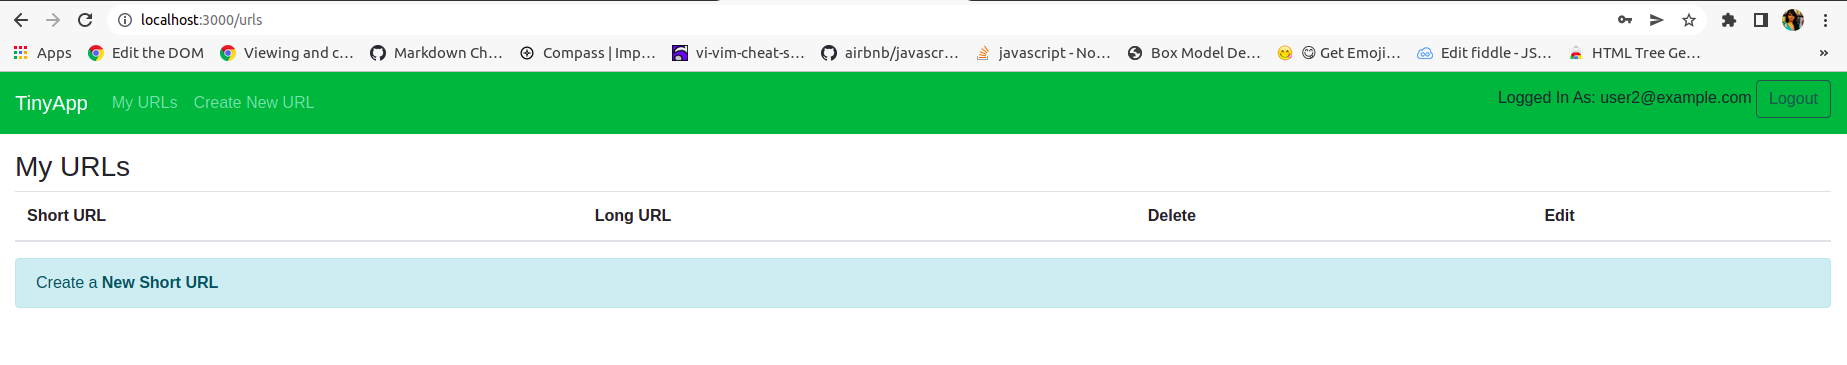 localhost:3000/urls
Apps Edit the DOM Viewing and c... Markdown Ch... Compass | Imp... vi-vim-cheat-s... airbnb/javascr... javascript - No... Box Model De... Get Emoji... Edit fiddle - JS... HTML Tree Ge... »
TinyApp My URLs Create New URL Logged In As: user2@example.com Logout
My URLs
Short URL Long URL Delete Edit
Create a New Short URL